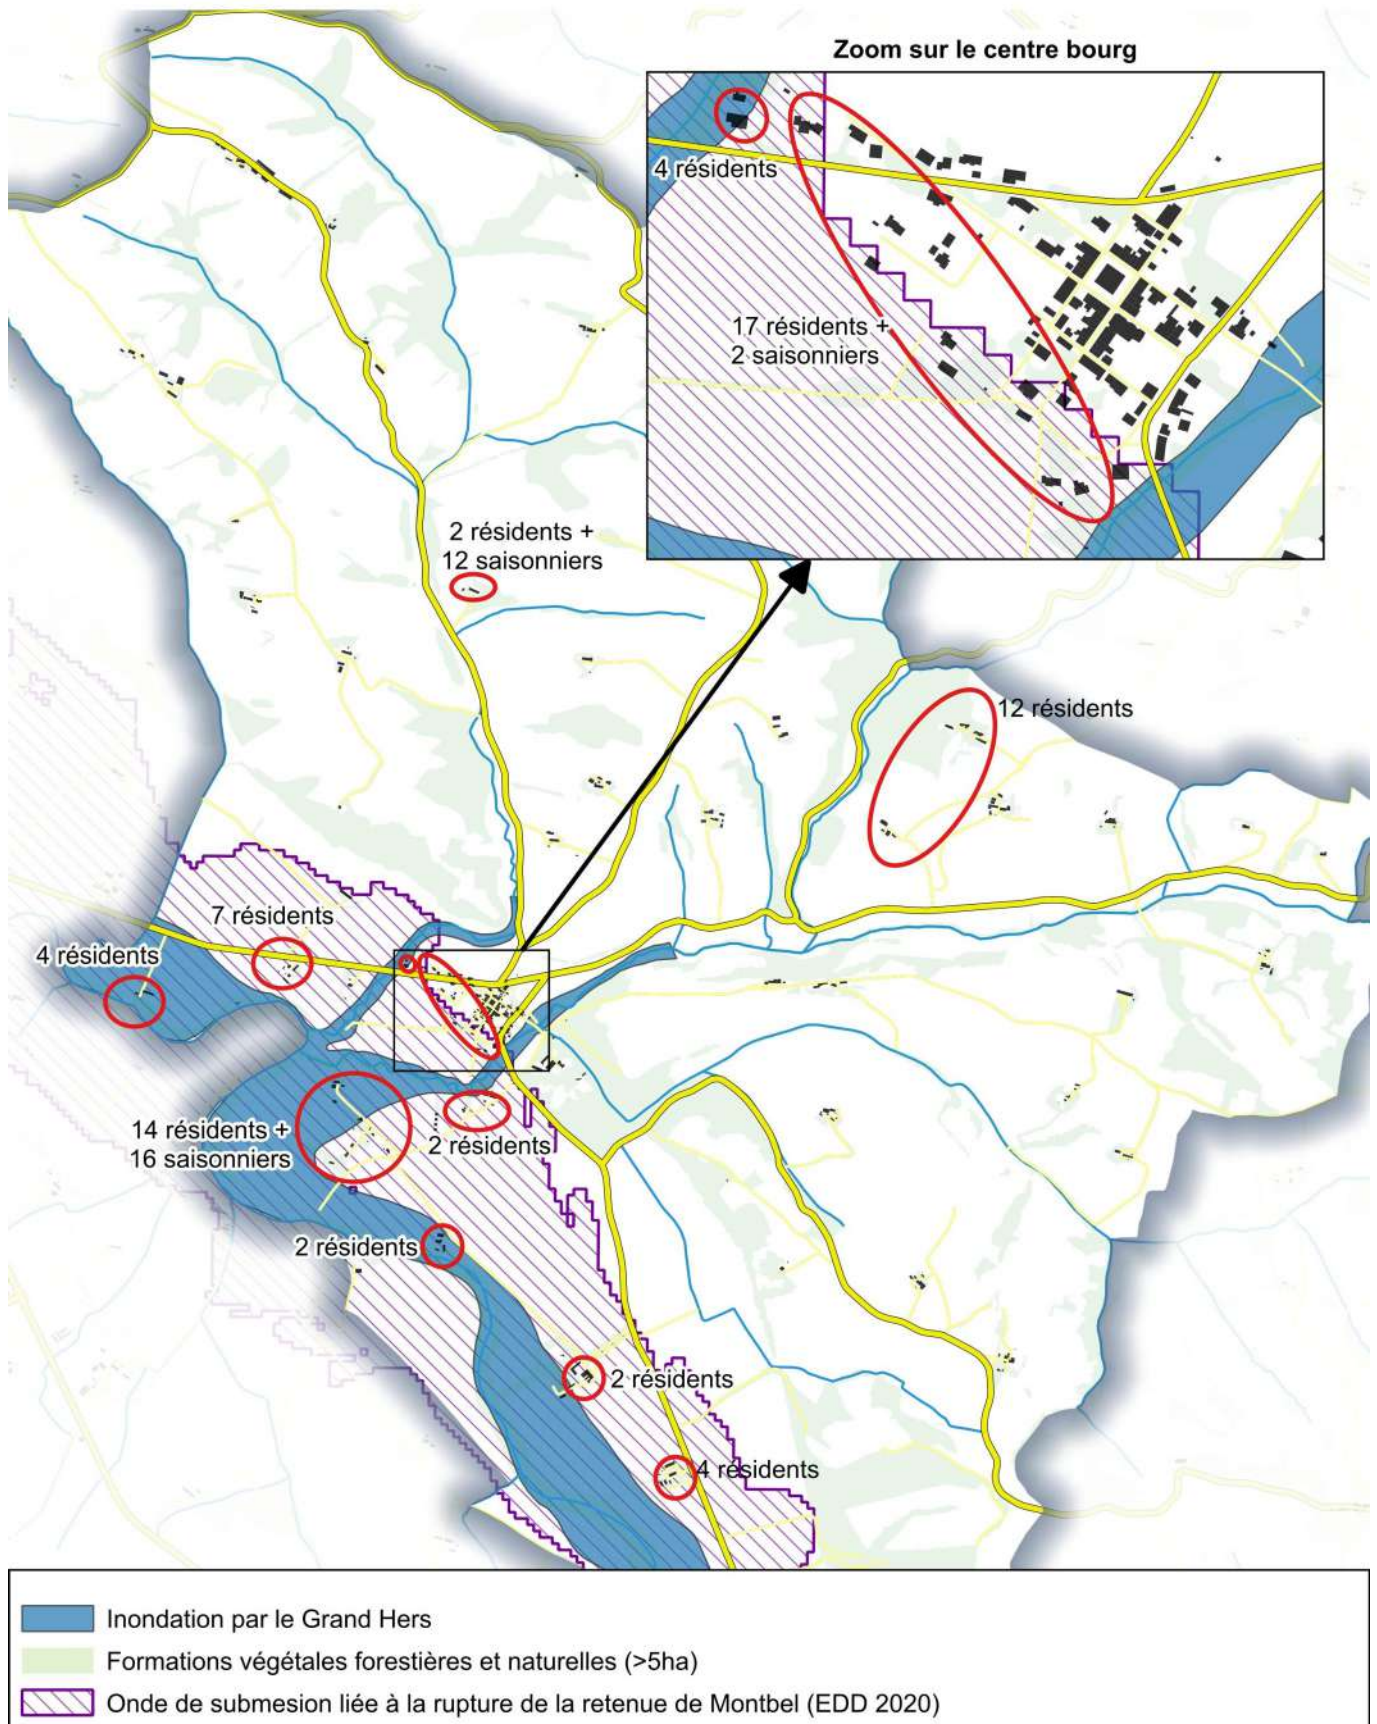 Zoom sur le centre bourg
4 résidents
17 résidents +
2 saisonniers
2 résidents +
12 saisonniers
12 résidents
7 résidents
4 résidents
14 résidents +
16 saisonniers
2 résidents
2 résidents
2 résidents
4 résidents
Inondation par le Grand Hers
Formations végétales forestières et naturelles (>5ha)
Onde de submesion liée à la rupture de la retenue de Montbel (EDD 2020)